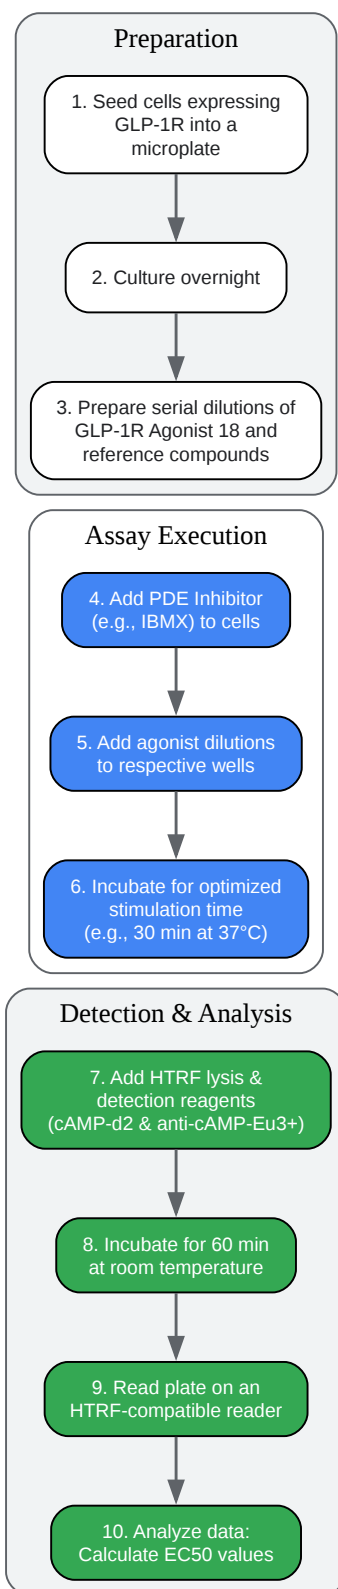 Preparation
1. Seed cells expressing
GLP-1R into a
microplate
2. Culture overnight
3. Prepare serial dilutions of
GLP-1R Agonist 18 and
reference compounds
Assay Execution
4. Add PDE Inhibitor
(e.g., IBMX) to cells
5. Add agonist dilutions
to respective wells
6. Incubate for optimized
stimulation time
(e.g., 30 min at 37°C)
Detection & Analysis
7. Add HTRF lysis &
detection reagents
(cAMP-d2 & anti-cAMP-Eu3+)
8. Incubate for 60 min
at room temperature
9. Read plate on an
HTRF-compatible reader
10. Analyze data:
Calculate EC50 values